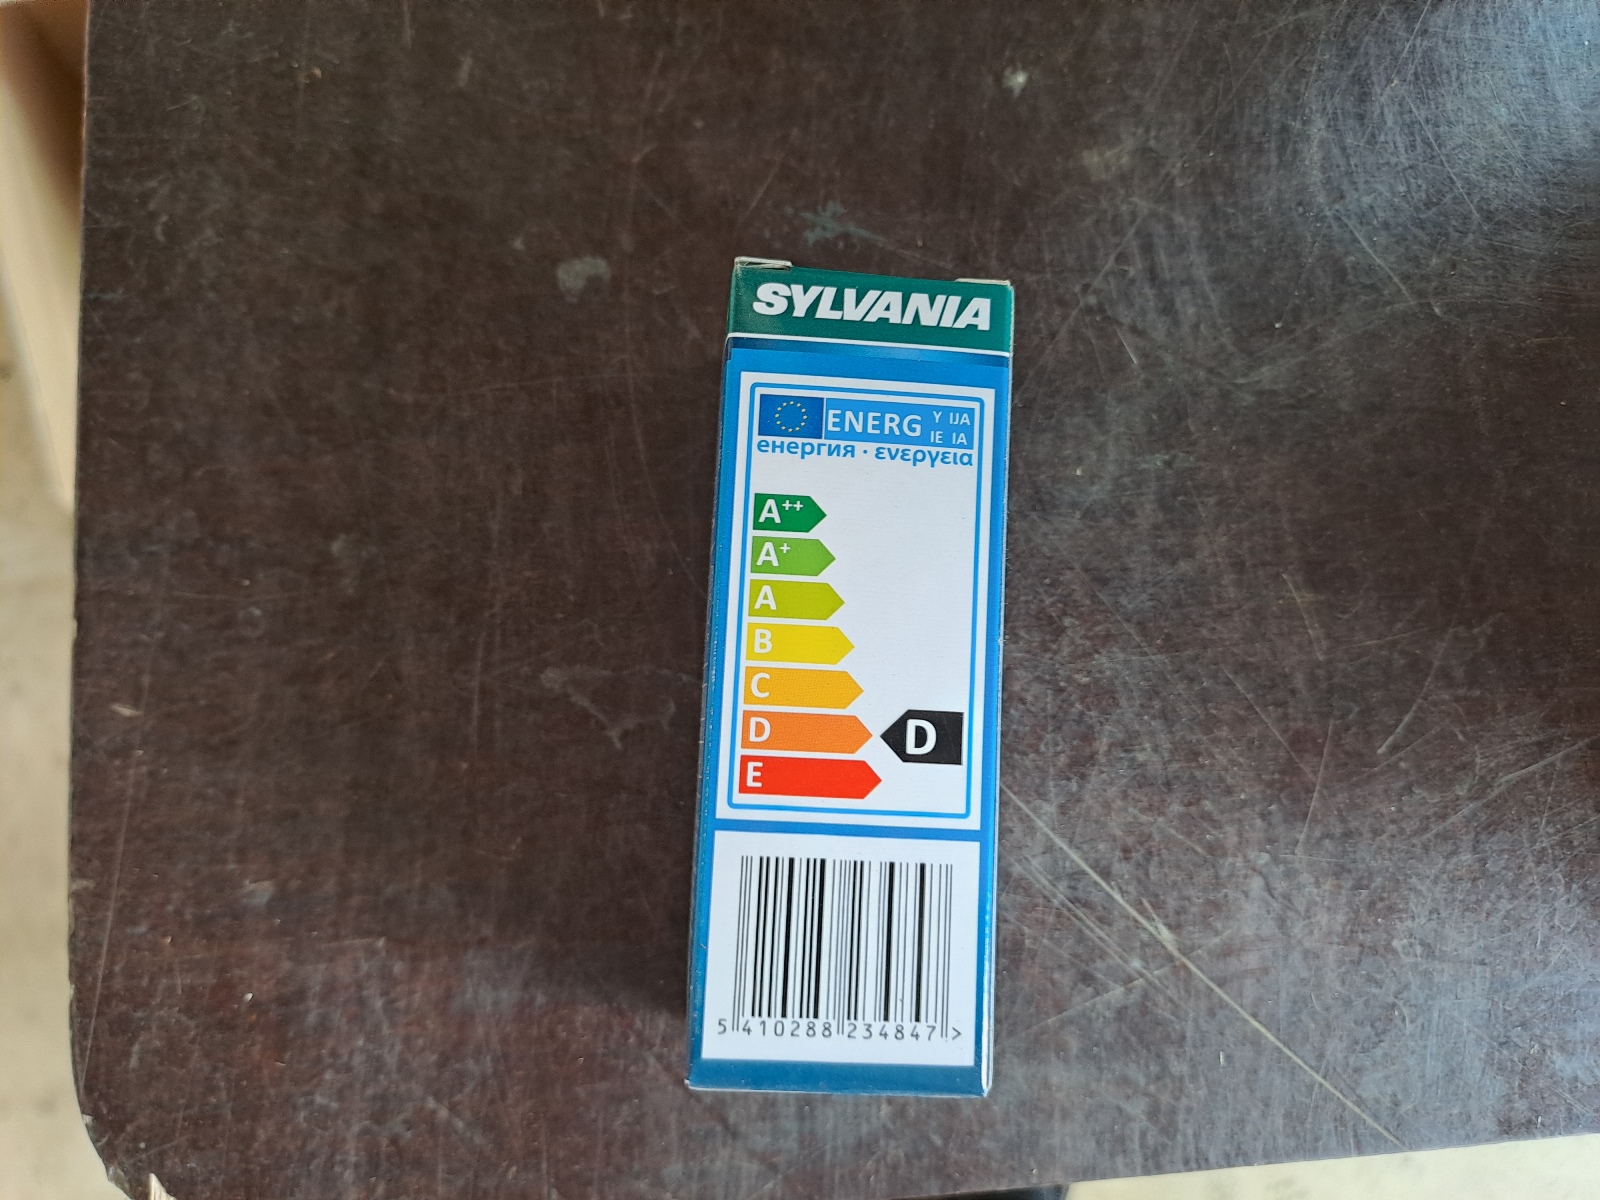 SYLVANIA
ENERG Y IJA
IE IA
енергия · ενεργεια
A++
A+
A
B
C
D D
E
5 410288 234847 >